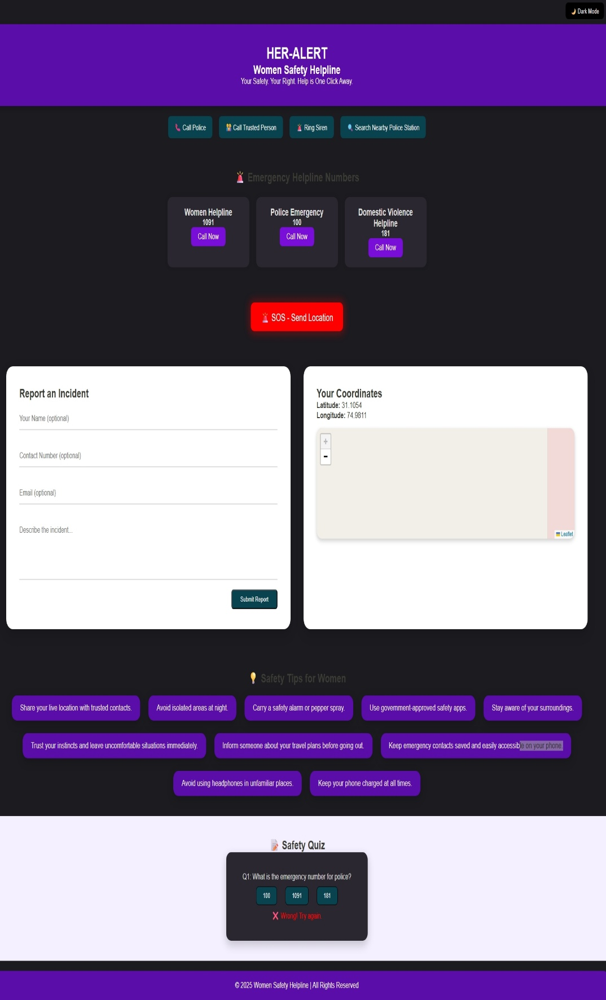 Dark Mode
HER-ALERT
Women Safety Helpline
Your Safety. Your Right. Help is One Click Away.
Call Police
Call Trusted Person
Ring Siren
Search Nearby Police Station
Emergency Helpline Numbers
Women Helpline
1091
Call Now
Police Emergency
100
Call Now
Domestic Violence
Helpline
181
Call Now
SOS - Send Location
Report an Incident
Your Name (optional)
Contact Number (optional)
Email (optional)
Describe the incident...
Submit Report
Your Coordinates
Latitude: 31.1054
Longitude: 74.9811
+
-
Leaflet
Safety Tips for Women
Share your live location with trusted contacts.
Avoid isolated areas at night.
Carry a safety alarm or pepper spray.
Use government-approved safety apps.
Stay aware of your surroundings.
Trust your instincts and leave uncomfortable situations immediately.
Inform someone about your travel plans before going out.
Keep emergency contacts saved and easily accessible on your phone.
Avoid using headphones in unfamiliar places.
Keep your phone charged at all times.
Safety Quiz
Q1: What is the emergency number for police?
100
1091
181
Wrong! Try again.
© 2025 Women Safety Helpline | All Rights Reserved